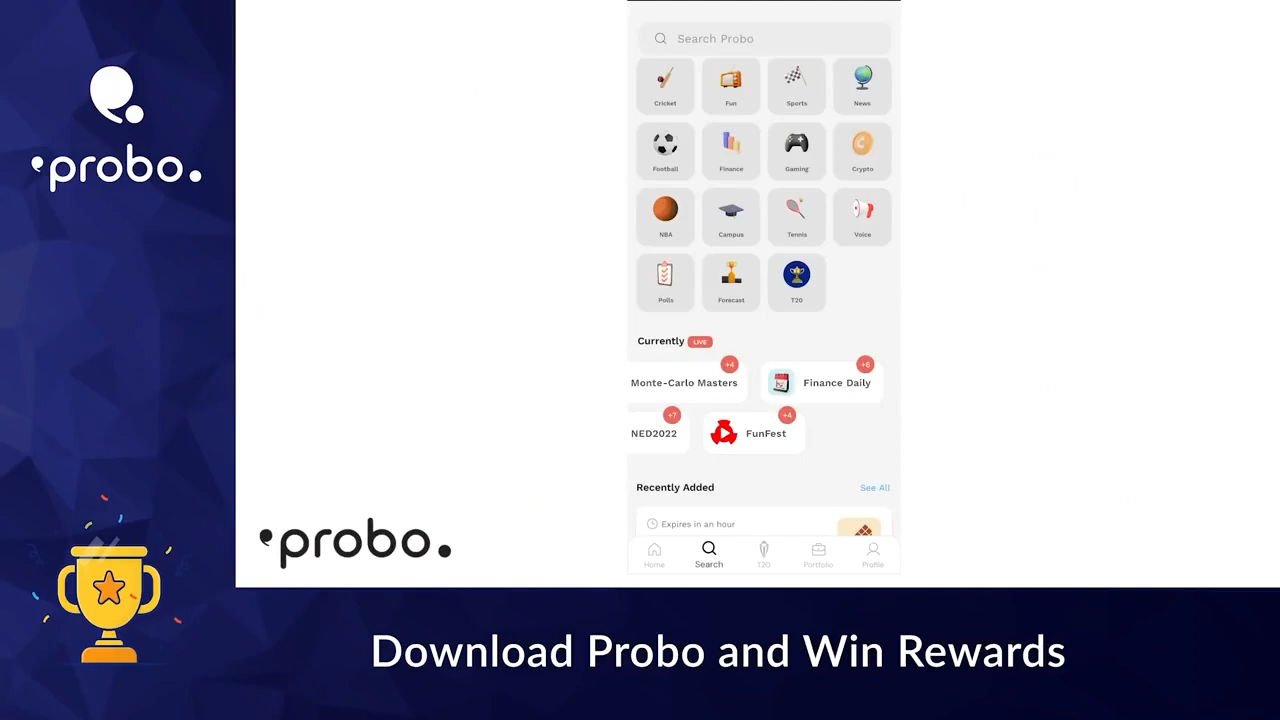 probo.
Search Probo
Cricket
Fun
Sports
News
Football
Finance
Gaming
Crypto
NBA
Campus
Tennis
Voice
Polls
Forecast
T20
Currently LIVE
+4
+6
Monte-Carlo Masters
Finance Daily
+7
+4
NED2022
FunFest
Recently Added
See All
Expires in an hour
Home
Search
T20
Portfolio
Profile
probo.
Download Probo and Win Rewards